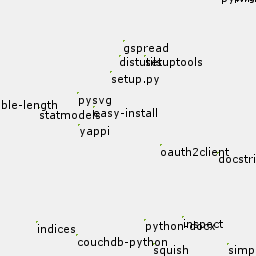 gspread
distutils setuptools
setup.py
pysvg
ble-length
easy-install
statmodels
yappi
oauth2client
docstri
inspect
python-docx
indices
couchdb-python
squish
simp